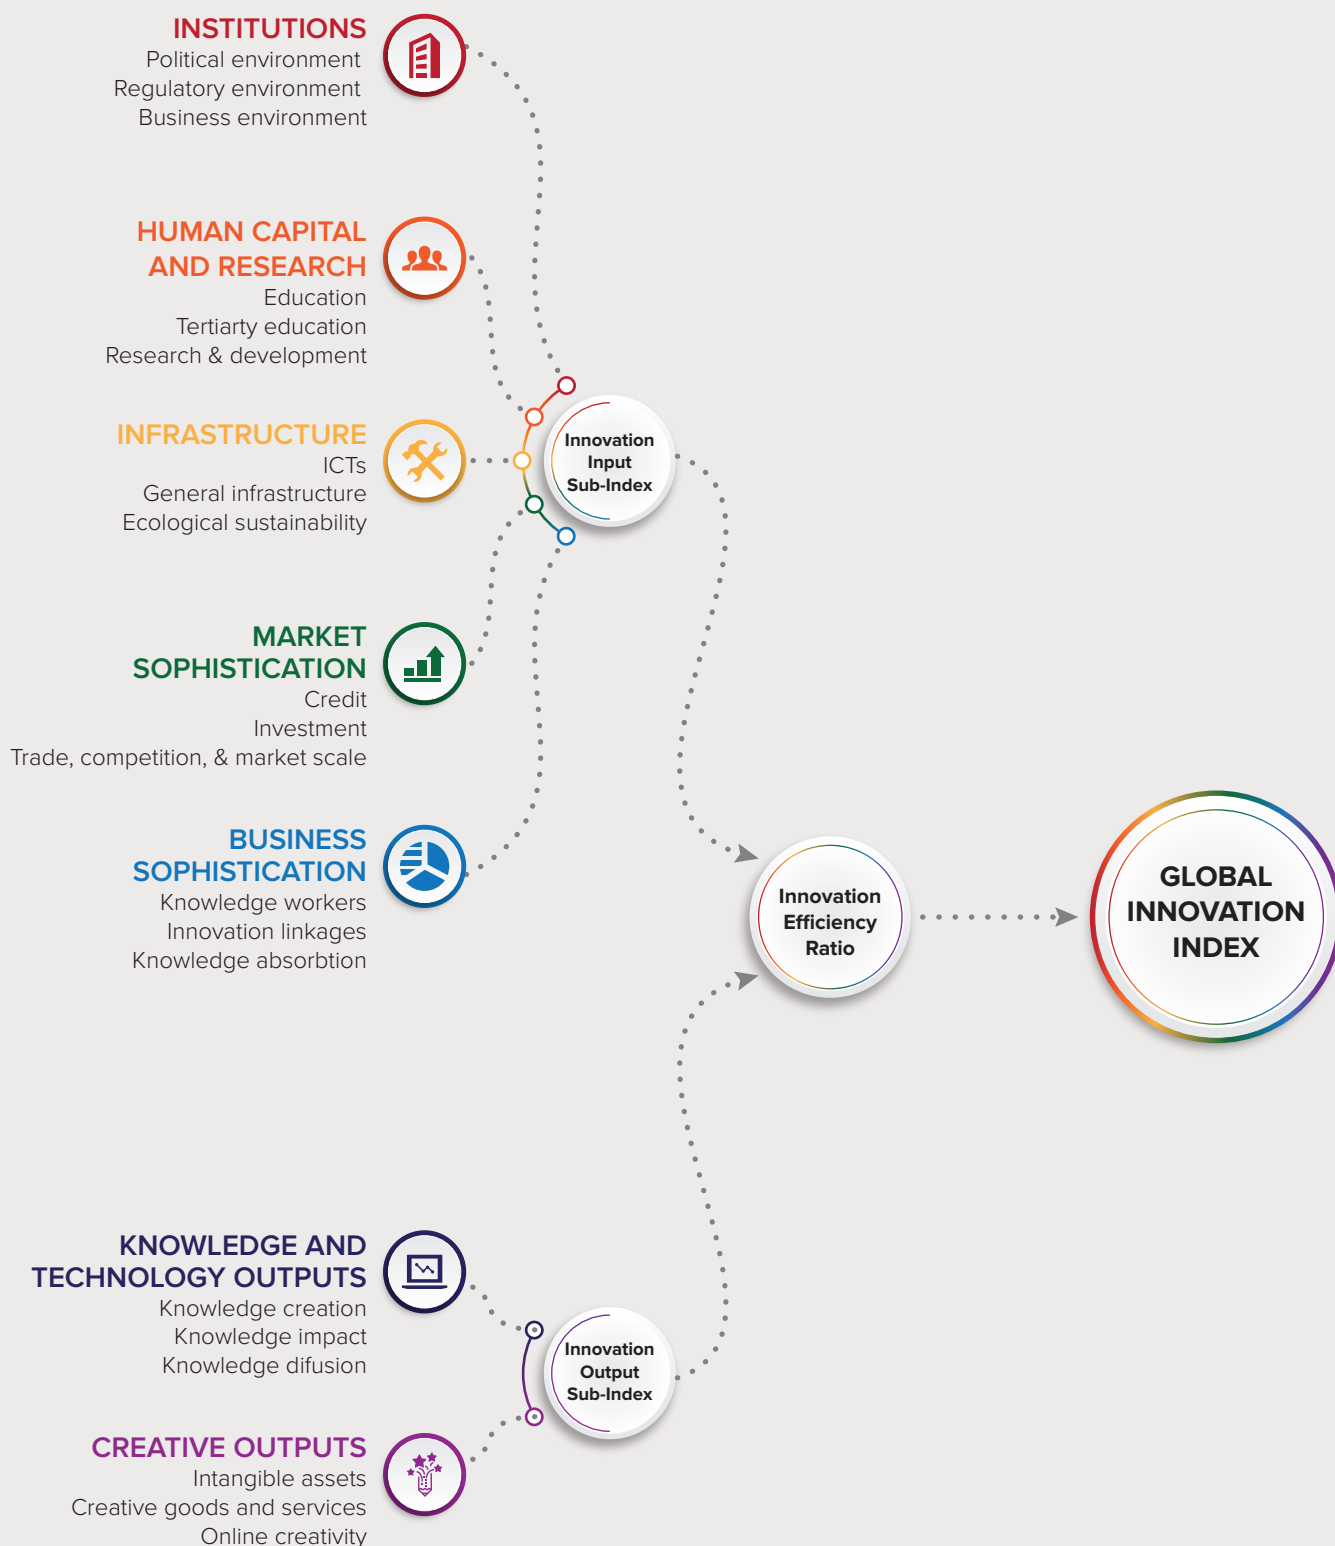 INSTITUTIONS
Political environment
Regulatory environment
Business environment
HUMAN CAPITAL
AND RESEARCH
Education
Tertiarty education
Research & development
INFRASTRUCTURE
ICTs
General infrastructure
Ecological sustainability
MARKET
SOPHISTICATION
Credit
Investment
Trade, competition, & market scale
BUSINESS
SOPHISTICATION
Knowledge workers
Innovation linkages
Knowledge absorbtion
KNOWLEDGE AND
TECHNOLOGY OUTPUTS
Knowledge creation
Knowledge impact
Knowledge difusion
CREATIVE OUTPUTS
Intangible assets
Creative goods and services
Online creativity
Innovation
Input
Sub-Index
Innovation
Output
Sub-Index
Innovation
Efficiency
Ratio
GLOBAL
INNOVATION
INDEX